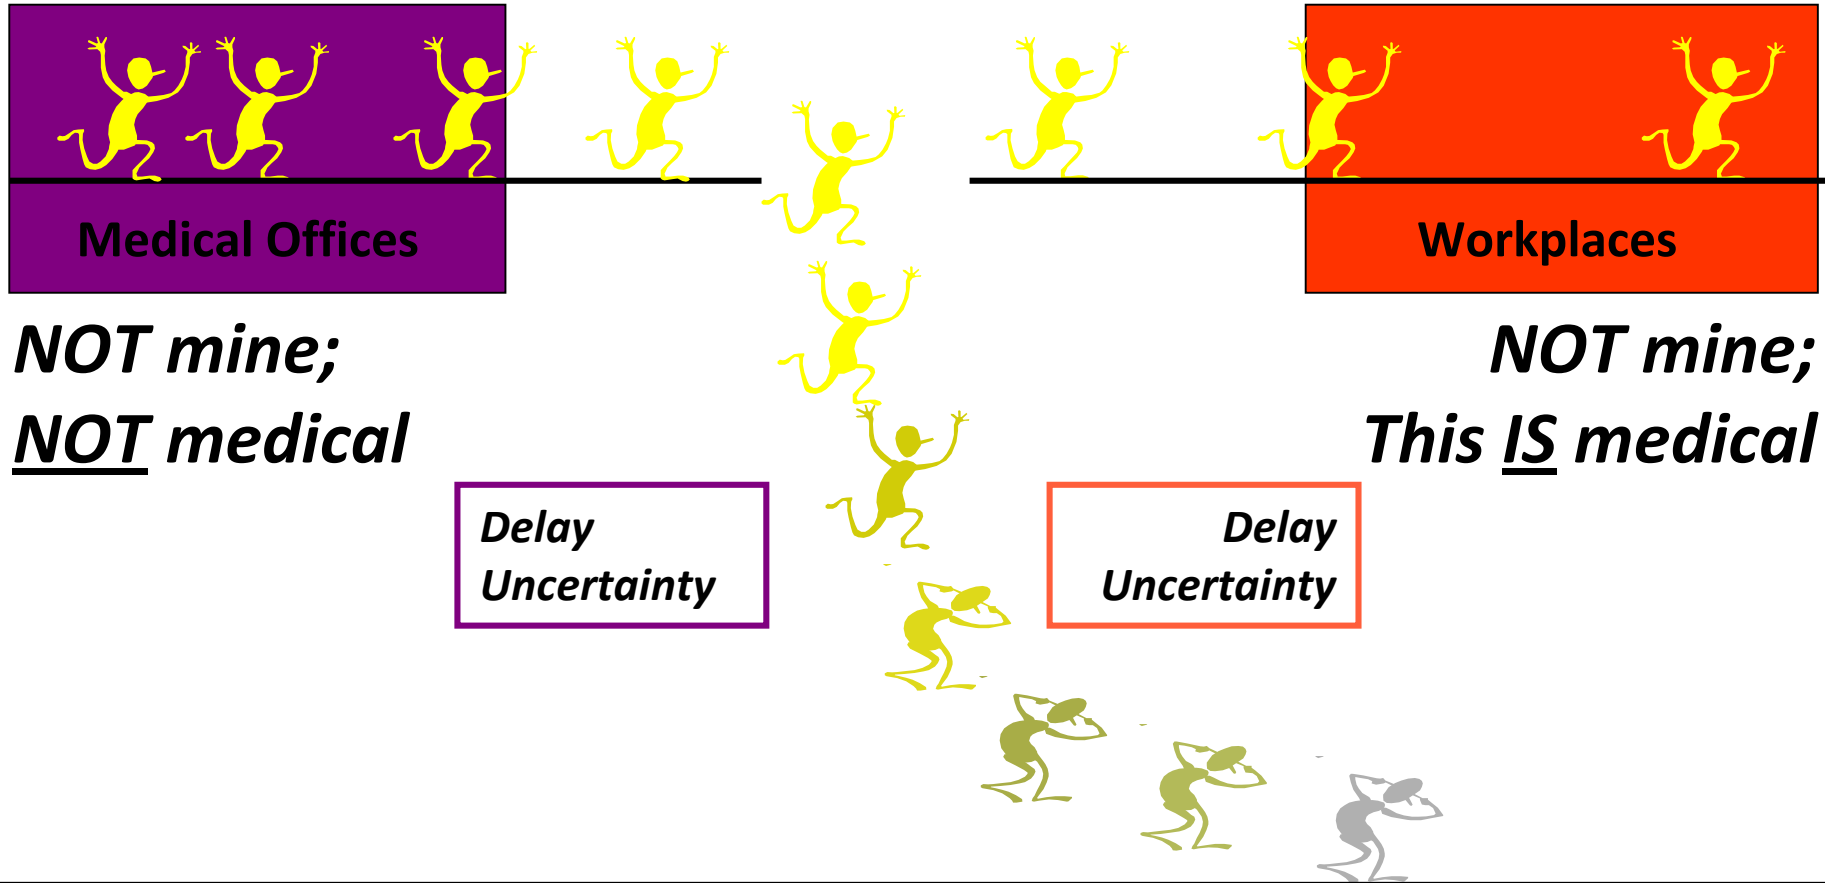 Medical Offices
Workplaces
NOT mine;
NOT medical
NOT mine;
This IS medical
Delay
Uncertainty
Delay
Uncertainty